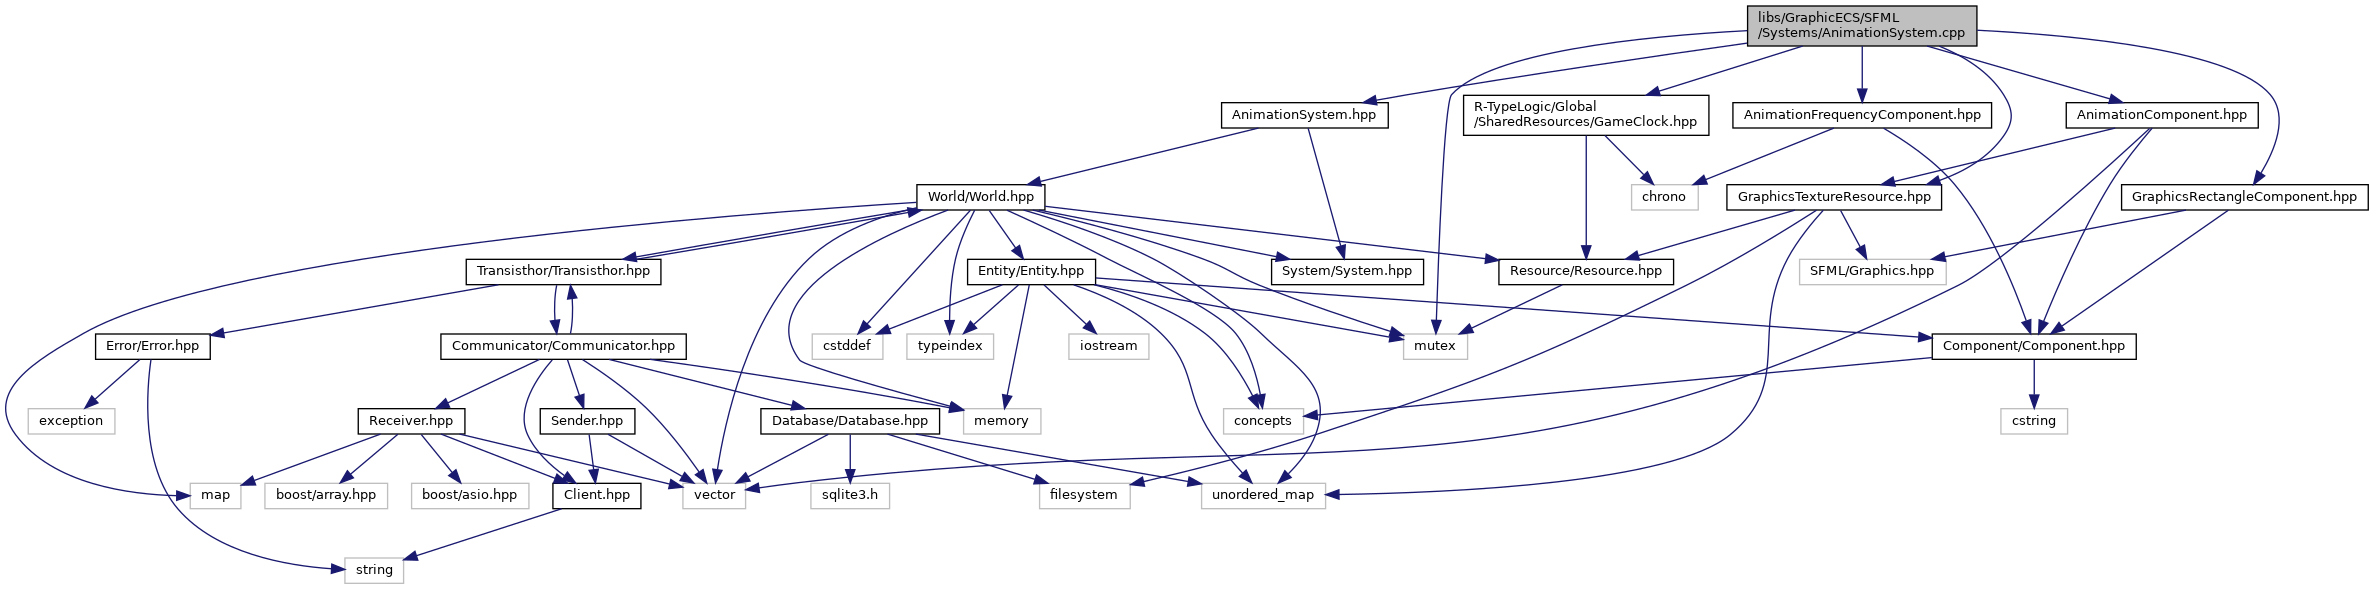 libs/GraphicECS/SFML
/Systems/AnimationSystem.cpp
AnimationSystem.hpp
R-TypeLogic/Global
/SharedResources/GameClock.hpp
AnimationFrequencyComponent.hpp
AnimationComponent.hpp
World/World.hpp
chrono
GraphicsTextureResource.hpp
GraphicsRectangleComponent.hpp
Transisthor/Transisthor.hpp
Entity/Entity.hpp
System/System.hpp
Resource/Resource.hpp
SFML/Graphics.hpp
Error/Error.hpp
Communicator/Communicator.hpp
cstddef
typeindex
iostream
mutex
Component/Component.hpp
exception
Receiver.hpp
Sender.hpp
Database/Database.hpp
memory
concepts
cstring
map
boost/array.hpp
boost/asio.hpp
Client.hpp
vector
sqlite3.h
filesystem
unordered_map
string